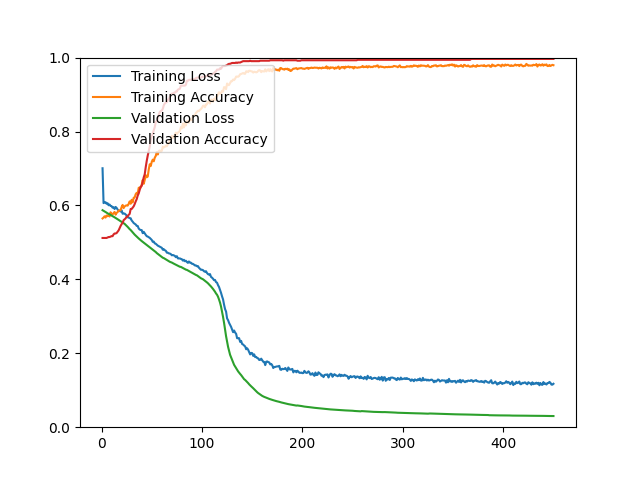 1.0
0.8
0.6
0.4
0.2
0.0
Training Loss
Training Accuracy
Validation Loss
Validation Accuracy
0 100 200 300 400